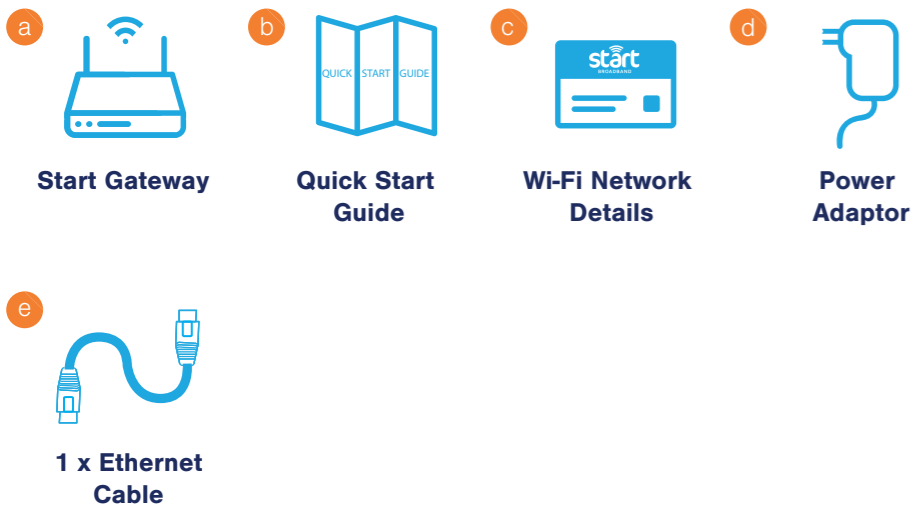 a
b
c
d
QUICK START GUIDE
start
BROADBAND
Start Gateway
Quick Start
Guide
Wi-Fi Network
Details
Power
Adaptor
e
1 x Ethernet
Cable